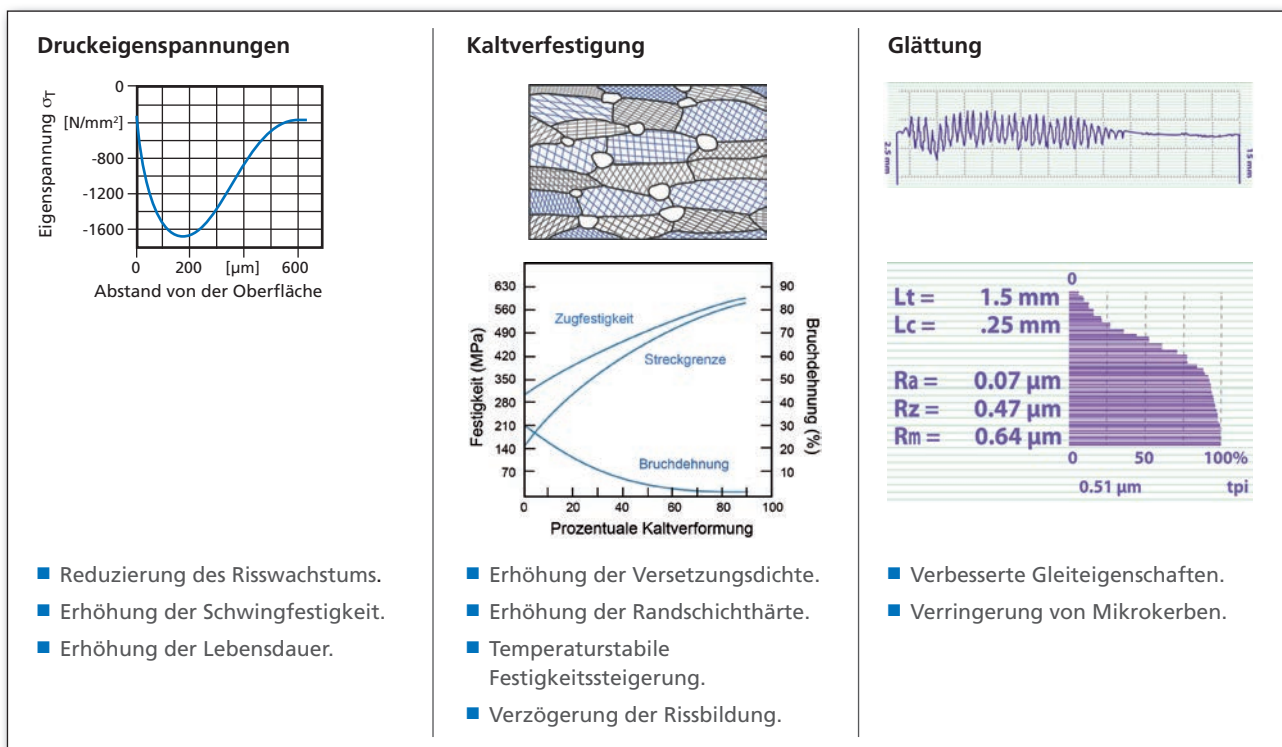 Druckeigenspannungen
Eigenspannung σT
0
[N/mm²]
-800
-1200
-1600
0 200 [µm] 600
Abstand von der Oberfläche
Reduzierung des Risswachstums.
Erhöhung der Schwingfestigkeit.
Erhöhung der Lebensdauer.
Kaltverfestigung
Festigkeit (MPa)
630
560
490
420
350
280
210
140
70
Zugfestigkeit
Streckgrenze
Bruchdehnung
90
80
70
60
50
40
30
20
10
Bruchdehnung (%)
0 20 40 60 80 100
Prozentuale Kaltverformung
Erhöhung der Versetzungsdichte.
Erhöhung der Randschichthärte.
Temperaturstabile
Festigkeitssteigerung.
Verzögerung der Rissbildung.
Glättung
2.5 mm
15 mm
0
Lt = 1.5 mm
Lc = .25 mm
Ra = 0.07 µm
Rz = 0.47 µm
Rm = 0.64 µm
0 50 100%
0.51 µm tpi
Verbesserte Gleiteigenschaften.
Verringerung von Mikrokerben.